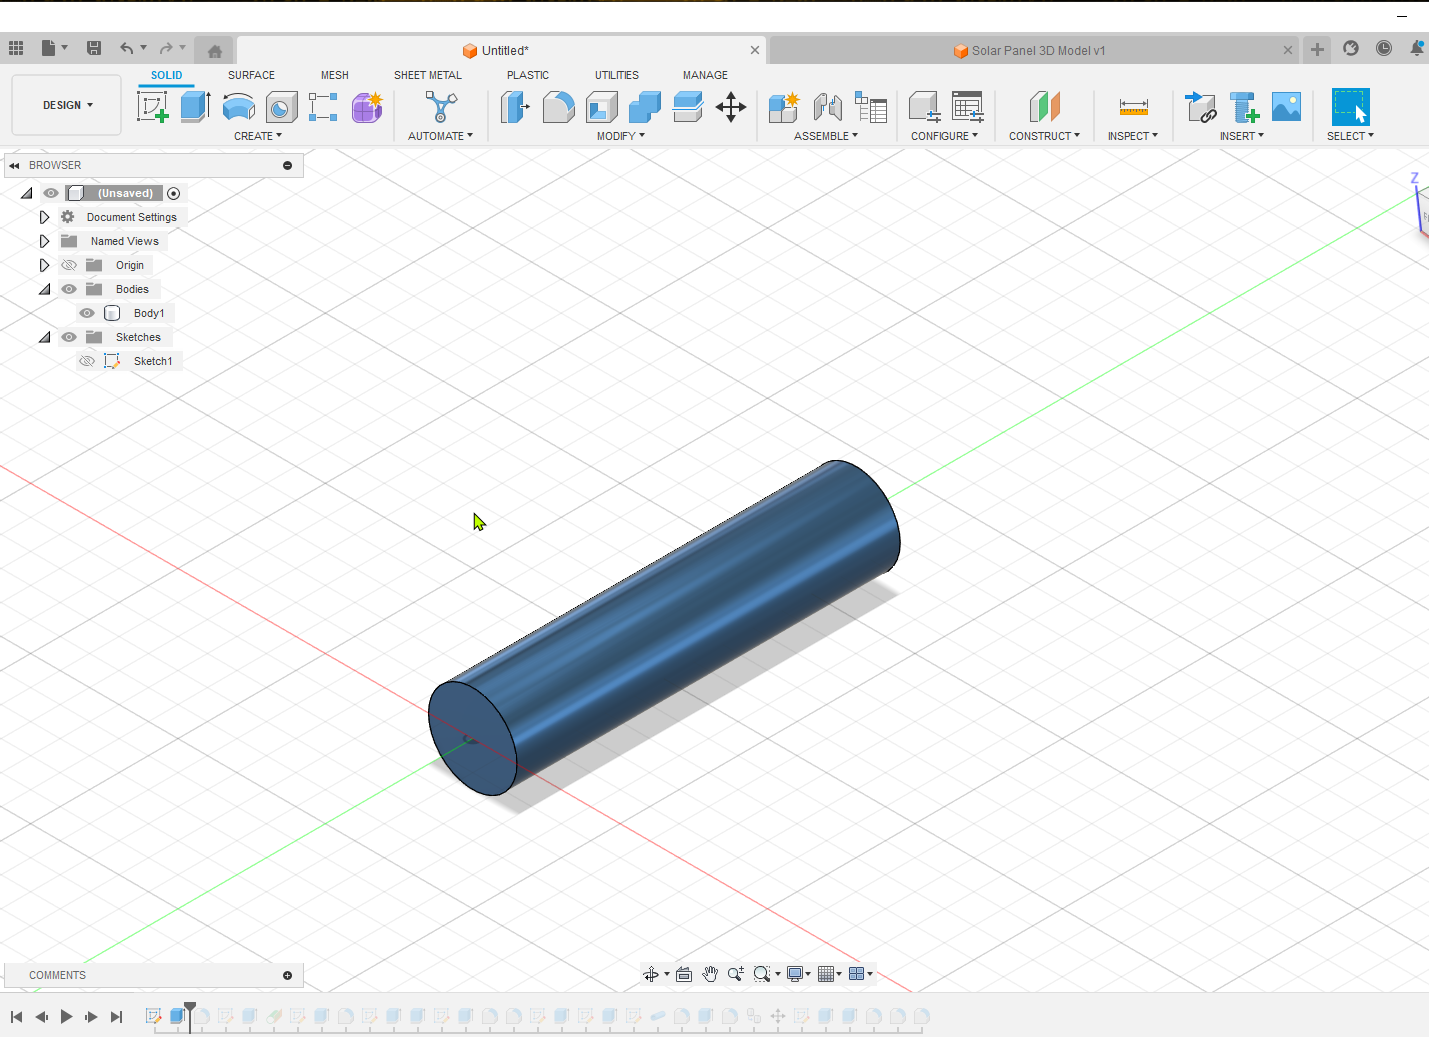 Untitled*
Solar Panel 3D Model v1
DESIGN
SOLID
SURFACE
MESH
SHEET METAL
PLASTIC
UTILITIES
MANAGE
CREATE
AUTOMATE
MODIFY
ASSEMBLE
CONFIGURE
CONSTRUCT
INSPECT
INSERT
SELECT
BROWSER
(Unsaved)
Document Settings
Named Views
Origin
Bodies
Body1
Sketches
Sketch1
Z
COMMENTS